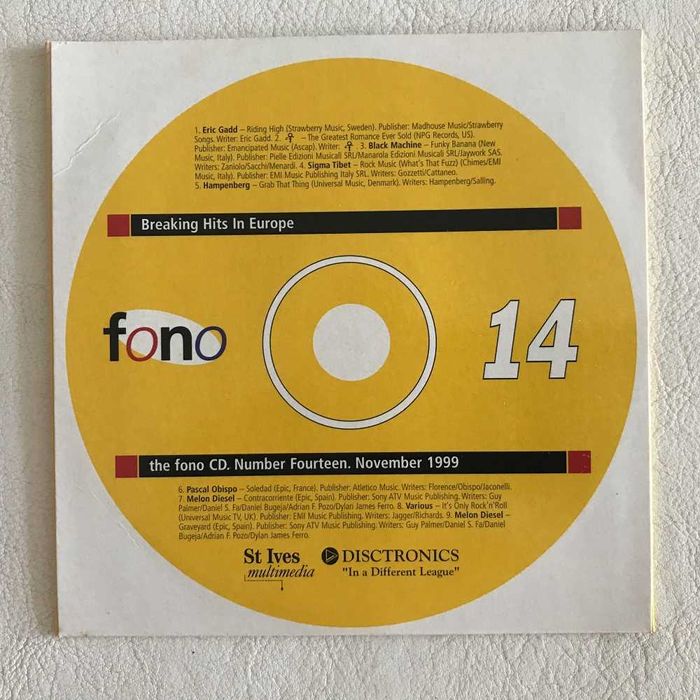 1. Eric Gadd – Riding High (Strawberry Music, Sweden). Publisher: Madhouse Music/Strawberry
Songs. Writer: Eric Gadd. 2. – The Greatest Romance Ever Sold (NPG Records, US).
Publisher: Emancipated Music (Ascap). Writer: . 3. Black Machine – Funky Banana (New
Music, Italy). Publisher: Pielle Edizioni Musicali SRL/Manarola Edizioni Musicali SRL/Jaywork SAS.
Writers: Zaniolo/Sacchi/Menardi. 4. Sigma Tibet – Rock Music (What's That Fuzz) (Chimes/EMI
Music, Italy). Publisher: EMI Music Publishing Italy SRL. Writers: Gozzetti/Cattaneo.
5. Hampenberg – Grab That Thing (Universal Music, Denmark). Writers: Hampenberg/Salling.
Breaking Hits In Europe
fono
14
the fono CD. Number Fourteen. November 1999
6. Pascal Obispo – Soledad (Epic, France). Publisher: Atletico Music. Writers: Florence/Obispo/Jaconelli.
7. Melon Diesel – Contracorriente (Epic, Spain). Publisher: Sony ATV Music Publishing. Writers: Guy
Palmer/Daniel S. Fa/Daniel Bugeja/Adrian F. Pozo/Dylan James Ferro. 8. Various – It's Only Rock'n'Roll
(Universal Music TV, UK). Publisher: EMI Music Publishing. Writers: Jagger/Richards. 9. Melon Diesel –
Graveyard (Epic, Spain). Publisher: Sony ATV Music Publishing. Writers: Guy Palmer/Daniel S. Fa/Daniel
Bugeja/Adrian F. Pozo/Dylan James Ferro.
St Ives
multimedia
DISCTRONICS
"In a Different League"